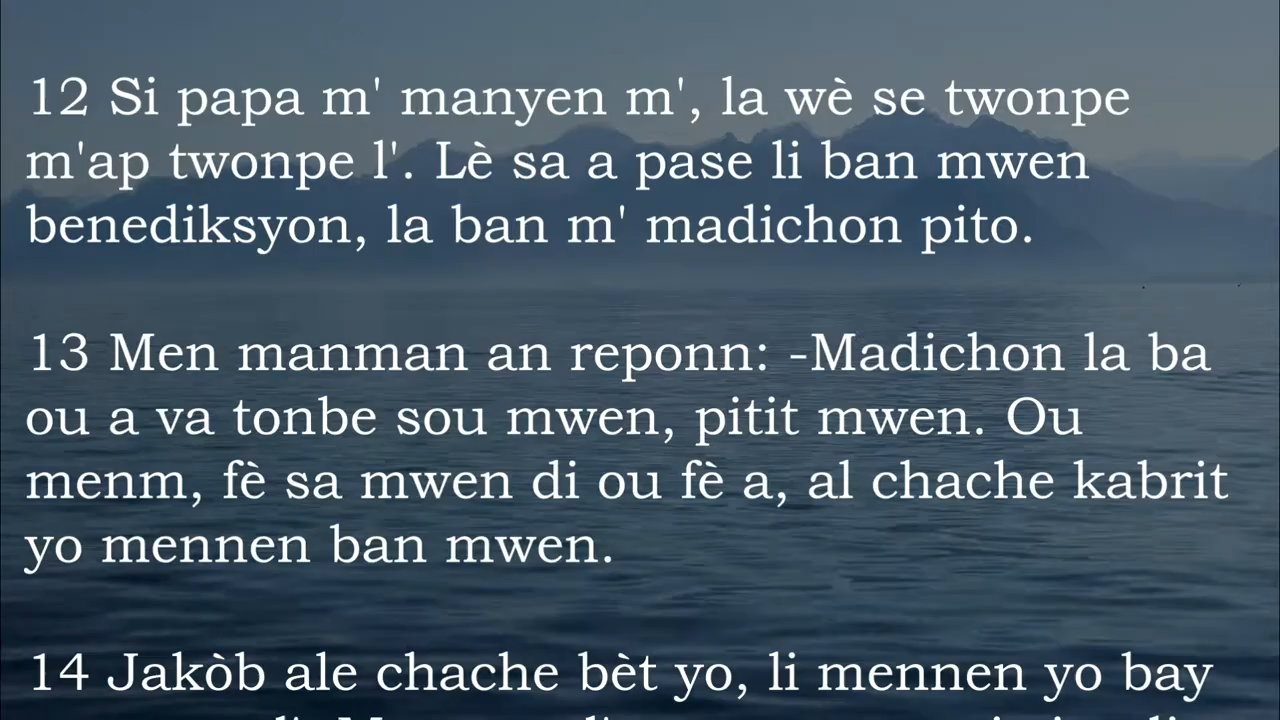 12 Si papa m' manyen m', la wè se twonpe
m'ap twonpe l'. Lè sa a pase li ban mwen
benediksyon, la ban m' madichon pito.
13 Men manman an reponn: -Madichon la ba
ou a va tonbe sou mwen, pitit mwen. Ou
menm, fè sa mwen di ou fè a, al chache kabrit
yo mennen ban mwen.
14 Jakòb ale chache bèt yo, li mennen yo bay